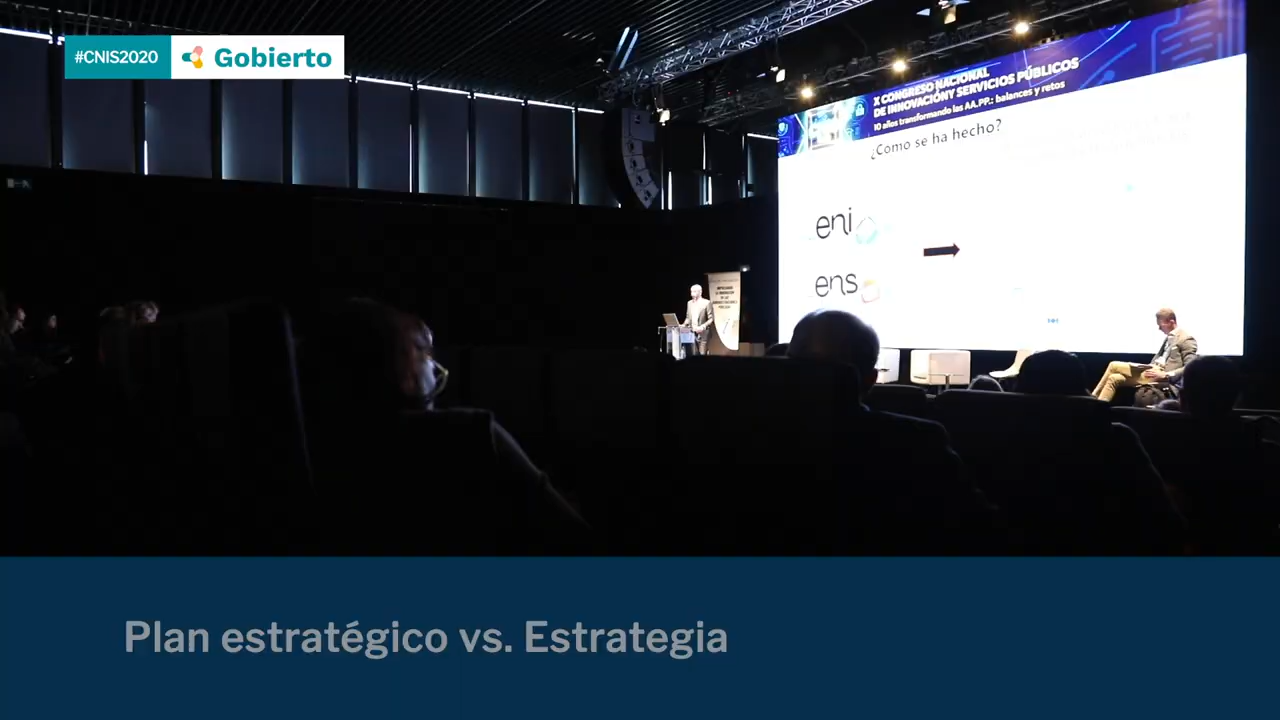 #CNIS2020
Gobierto
X CONGRESO NACIONAL
DE INNOVACIÓN Y SERVICIOS PÚBLICOS
10 años transformando las AA.PP.: balances y retos
¿Como se ha hecho?
eni
ens
Plan estratégico vs. Estrategia